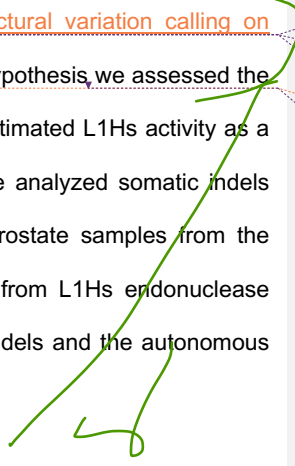 ctural variation calling on
pothesis we assessed the
timated L1Hs activity as a
e analyzed somatic indels
rostate samples from the
from L1Hs endonuclease
dels and the autonomous